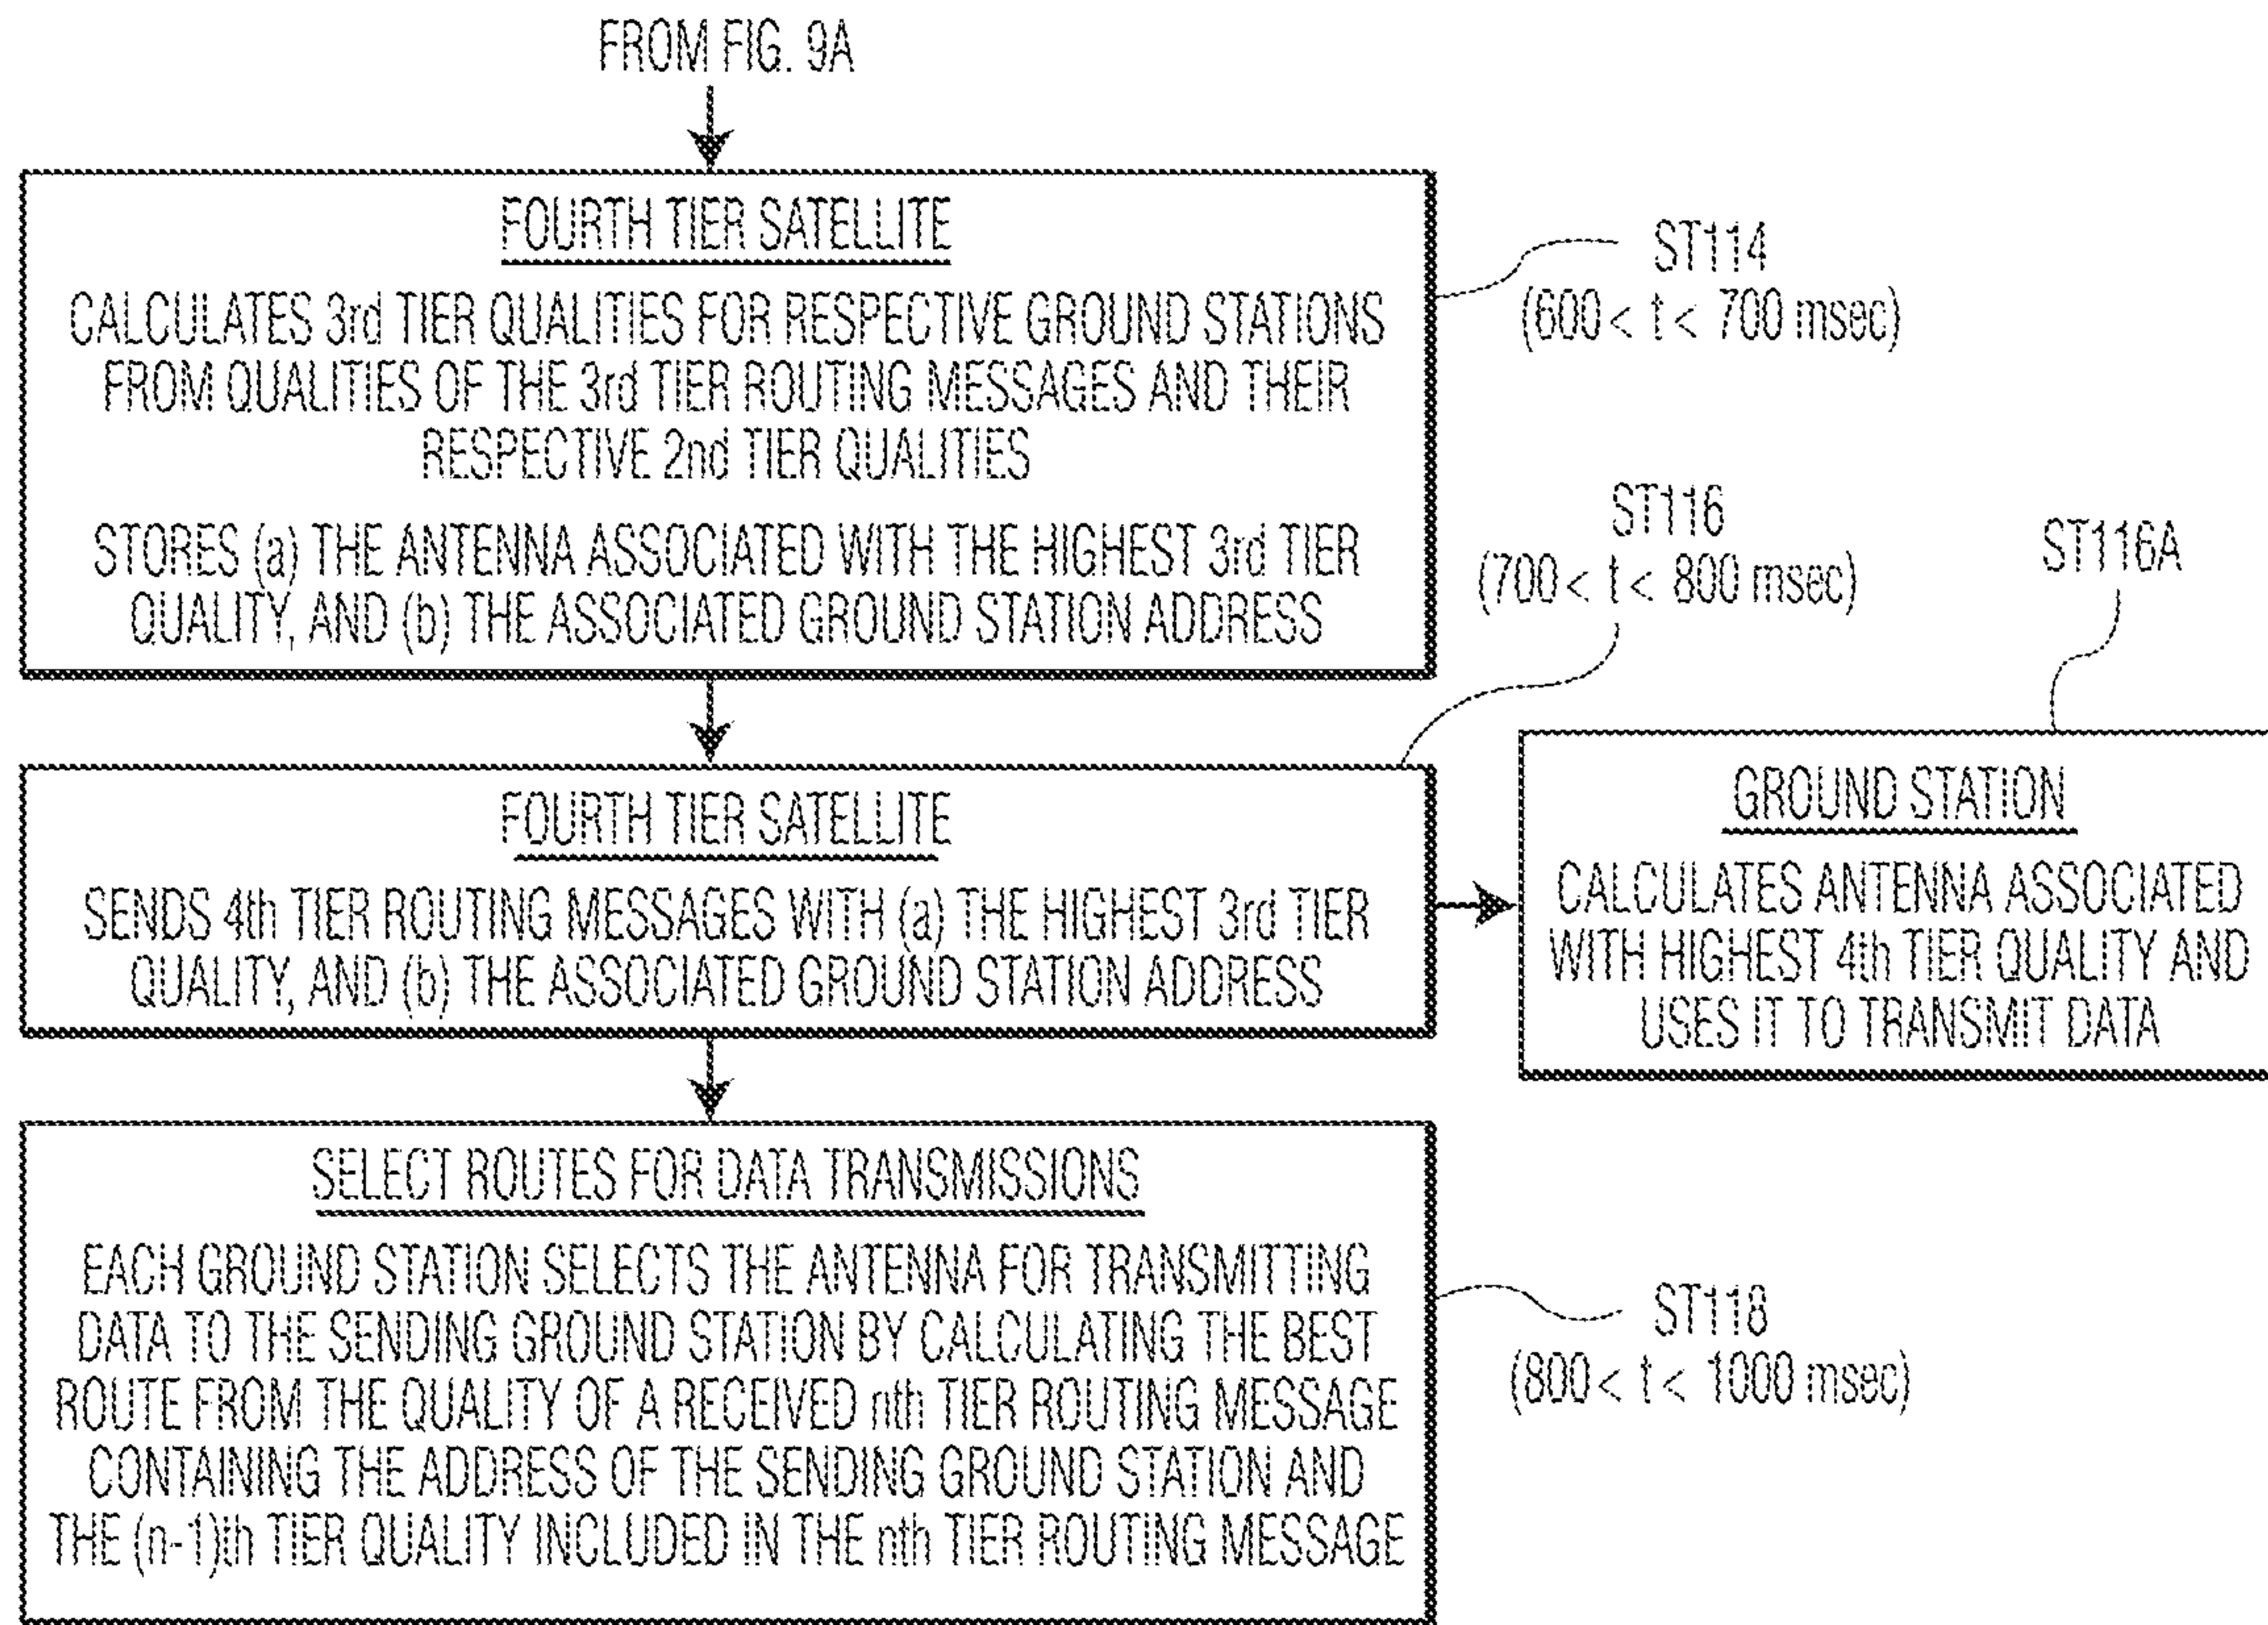 FROM FIG. 9A
FOURTH TIER SATELLITE
CALCULATES 3rd TIER QUALITIES FOR RESPECTIVE GROUND STATIONS
FROM QUALITIES OF THE 3rd TIER ROUTING MESSAGES AND THEIR
RESPECTIVE 2nd TIER QUALITIES
STORES (a) THE ANTENNA ASSOCIATED WITH THE HIGHEST 3rd TIER
QUALITY, AND (b) THE ASSOCIATED GROUND STATION ADDRESS
ST114
(600 < t < 700 msec)
ST116
(700 < t < 800 msec)
ST116A
FOURTH TIER SATELLITE
SENDS 4th TIER ROUTING MESSAGES WITH (a) THE HIGHEST 3rd TIER
QUALITY, AND (b) THE ASSOCIATED GROUND STATION ADDRESS
GROUND STATION
CALCULATES ANTENNA ASSOCIATED
WITH HIGHEST 4th TIER QUALITY AND
USES IT TO TRANSMIT DATA
SELECT ROUTES FOR DATA TRANSMISSIONS
EACH GROUND STATION SELECTS THE ANTENNA FOR TRANSMITTING
DATA TO THE SENDING GROUND STATION BY CALCULATING THE BEST
ROUTE FROM THE QUALITY OF A RECEIVED nth TIER ROUTING MESSAGE
CONTAINING THE ADDRESS OF THE SENDING GROUND STATION AND
THE (n-1)th TIER QUALITY INCLUDED IN THE nth TIER ROUTING MESSAGE
ST118
(800 < t < 1000 msec)